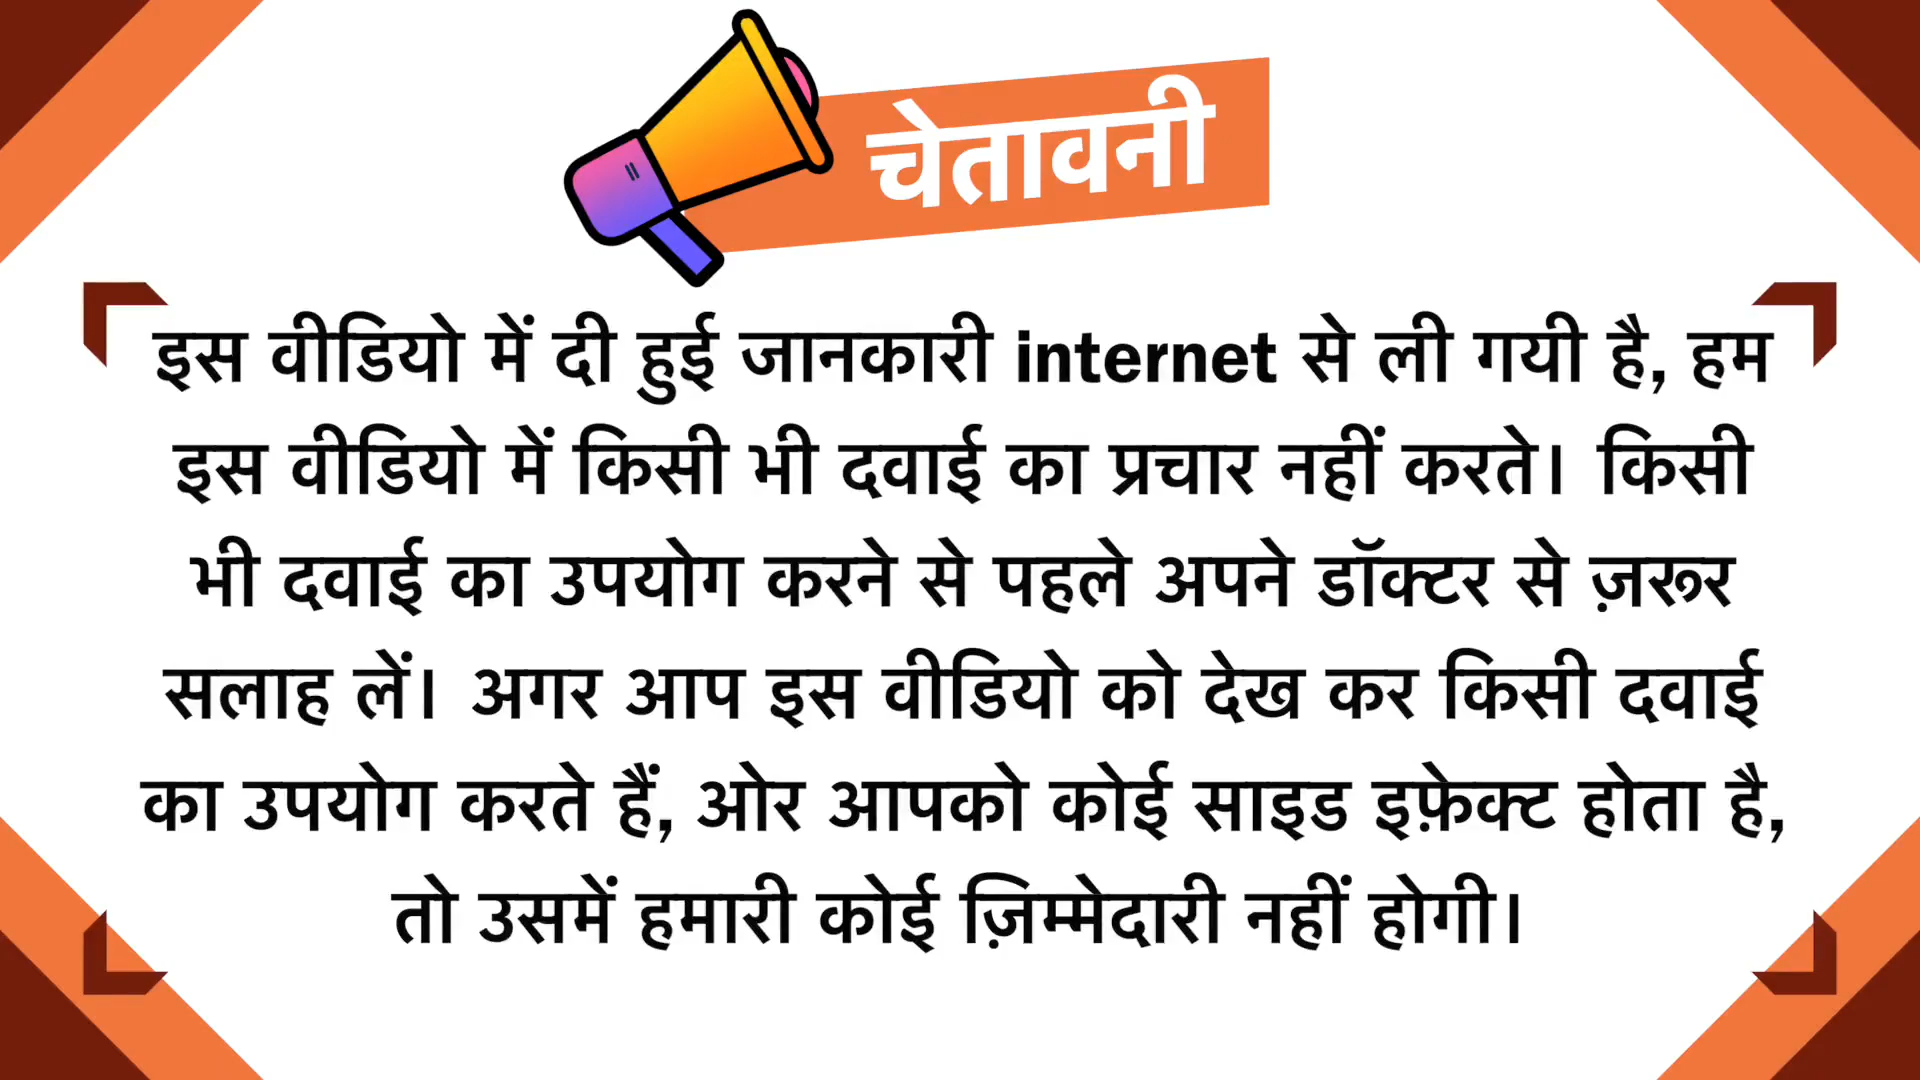 चेतावनी
इस वीडियो में दी हुई जानकारी internet से ली गयी है, हम
इस वीडियो में किसी भी दवाई का प्रचार नहीं करते। किसी
भी दवाई का उपयोग करने से पहले अपने डॉक्टर से ज़रूर
सलाह लें। अगर आप इस वीडियो को देख कर किसी दवाई
का उपयोग करते हैं, ओर आपको कोई साइड इफ़ेक्ट होता है,
तो उसमें हमारी कोई ज़िम्मेदारी नहीं होगी।